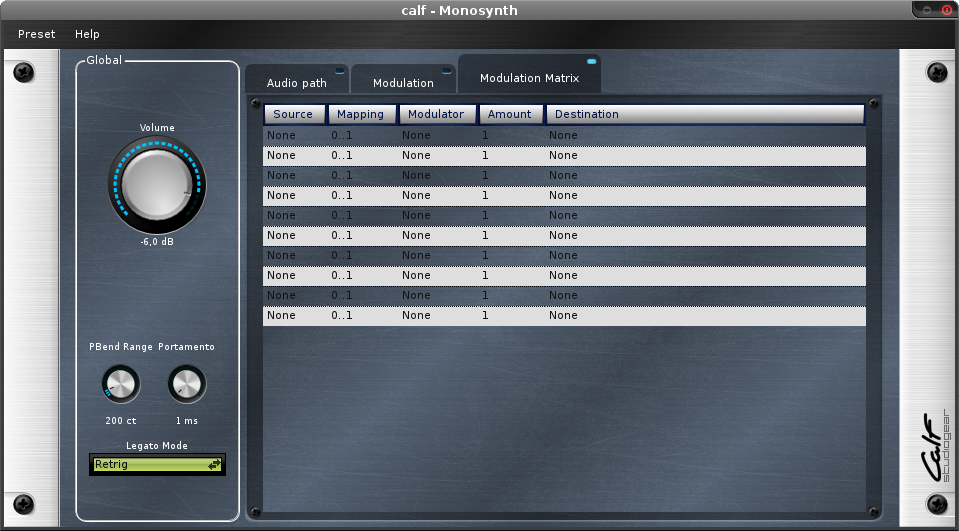 calf - Monosynth
Preset Help
Global
Volume
-6,0 dB
PBend Range Portamento
200 ct 1 ms
Legato Mode
Retrig
Audio path Modulation Modulation Matrix
Source Mapping Modulator Amount Destination
None 0..1 None 1 None
None 0..1 None 1 None
None 0..1 None 1 None
None 0..1 None 1 None
None 0..1 None 1 None
None 0..1 None 1 None
None 0..1 None 1 None
None 0..1 None 1 None
None 0..1 None 1 None
None 0..1 None 1 None
Calf
studiogear